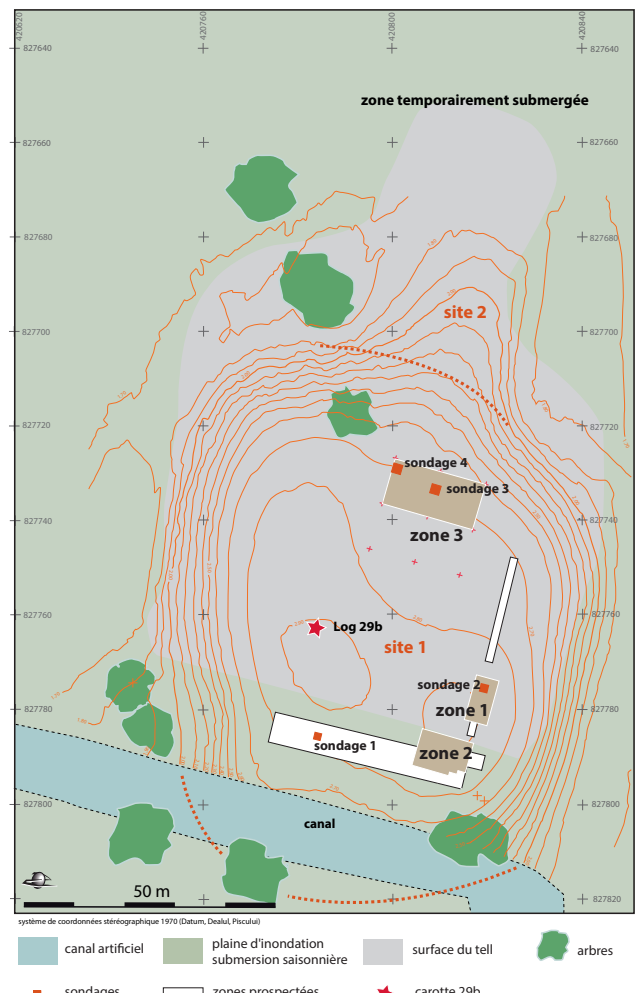 420620
420760
420800
420840
827640
827640
zone temporairement submergée
827660
827660
827680
827680
site 2
827700
827700
827720
827720
sondage 4
sondage 3
827740
827740
zone 3
827760
827760
Log 29b
site 1
sondage 2
827780
827780
zone 1
sondage 1
zone 2
827800
827800
canal
50 m
827820
système de coordonnées stéréographique 1970 (Datum, Dealul, Piscului)
canal artificiel
plaine d'inondation
submersion saisonnière
surface du tell
arbres
sondages
zones prospectées
carotte 29b